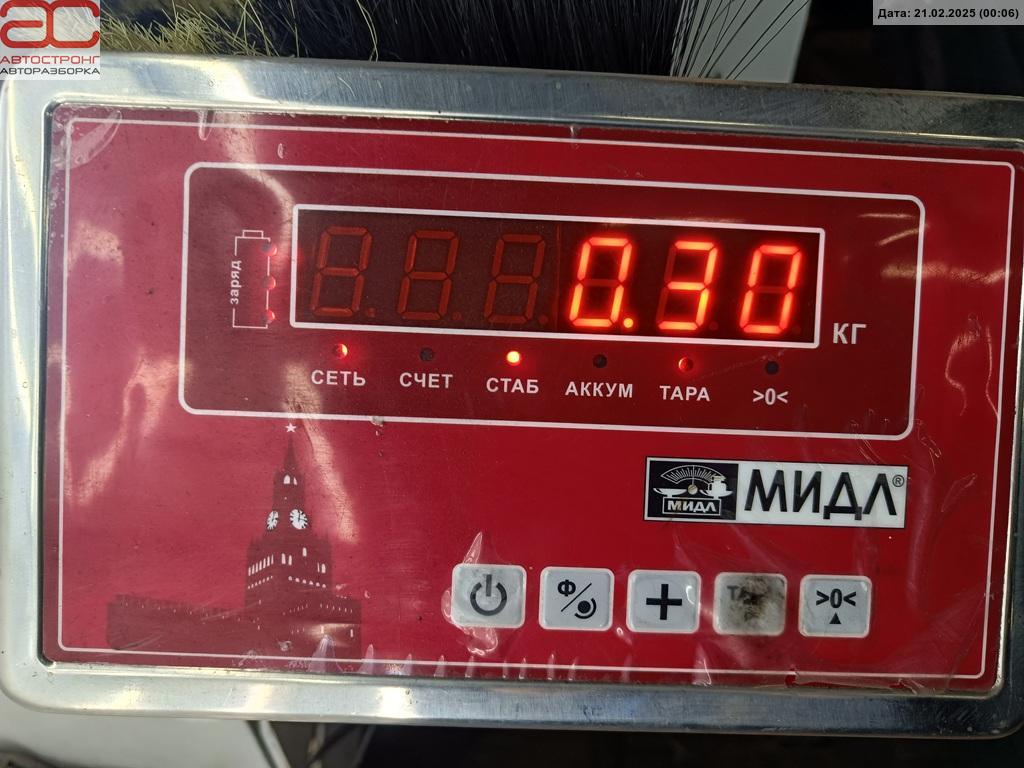 Дата: 21.02.2025 (00:06)
АС
АВТОСТРОНГ
АВТОРАЗБОРКА
заряд
0.30
КГ
СЕТЬ СЧЕТ СТАБ АККУМ ТАРА >0<
МИДЛ
МИДЛ®
Ф
>0<